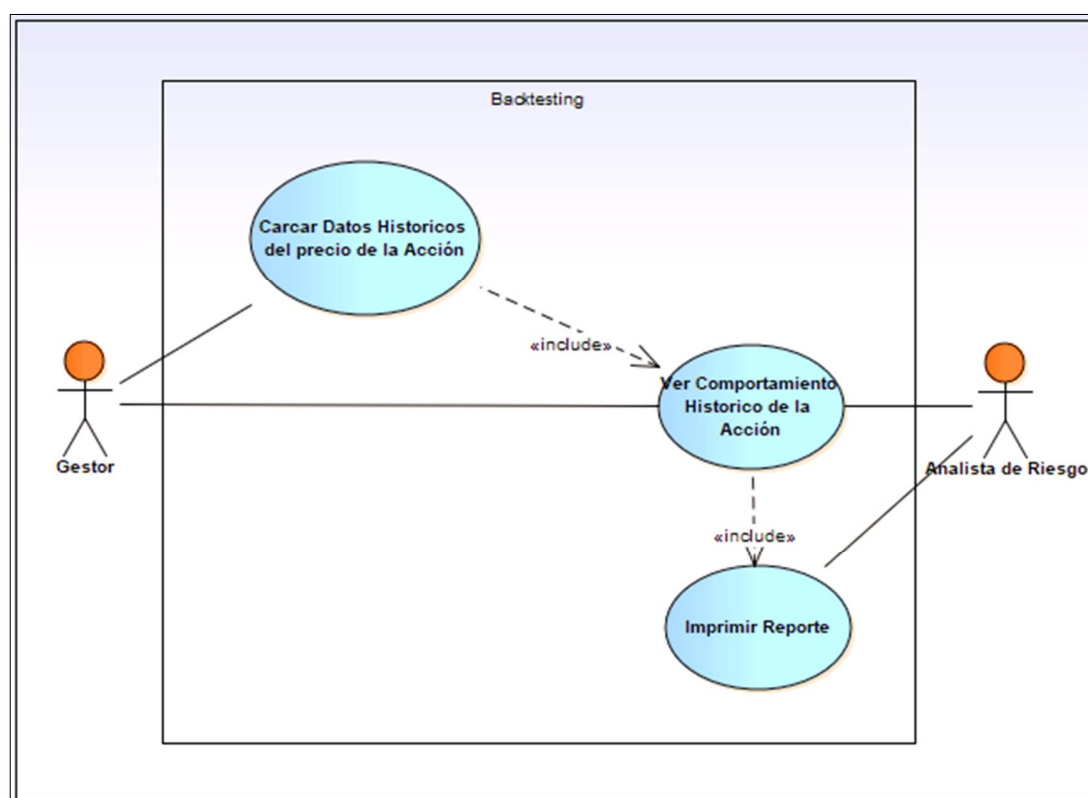 Backtesting
Carcar Datos Historicos
del precio de la Acción
«include»
Ver Comportamiento
Historico de la
Acción
Gestor
Analista de Riesgo
«include»
Imprimir Reporte